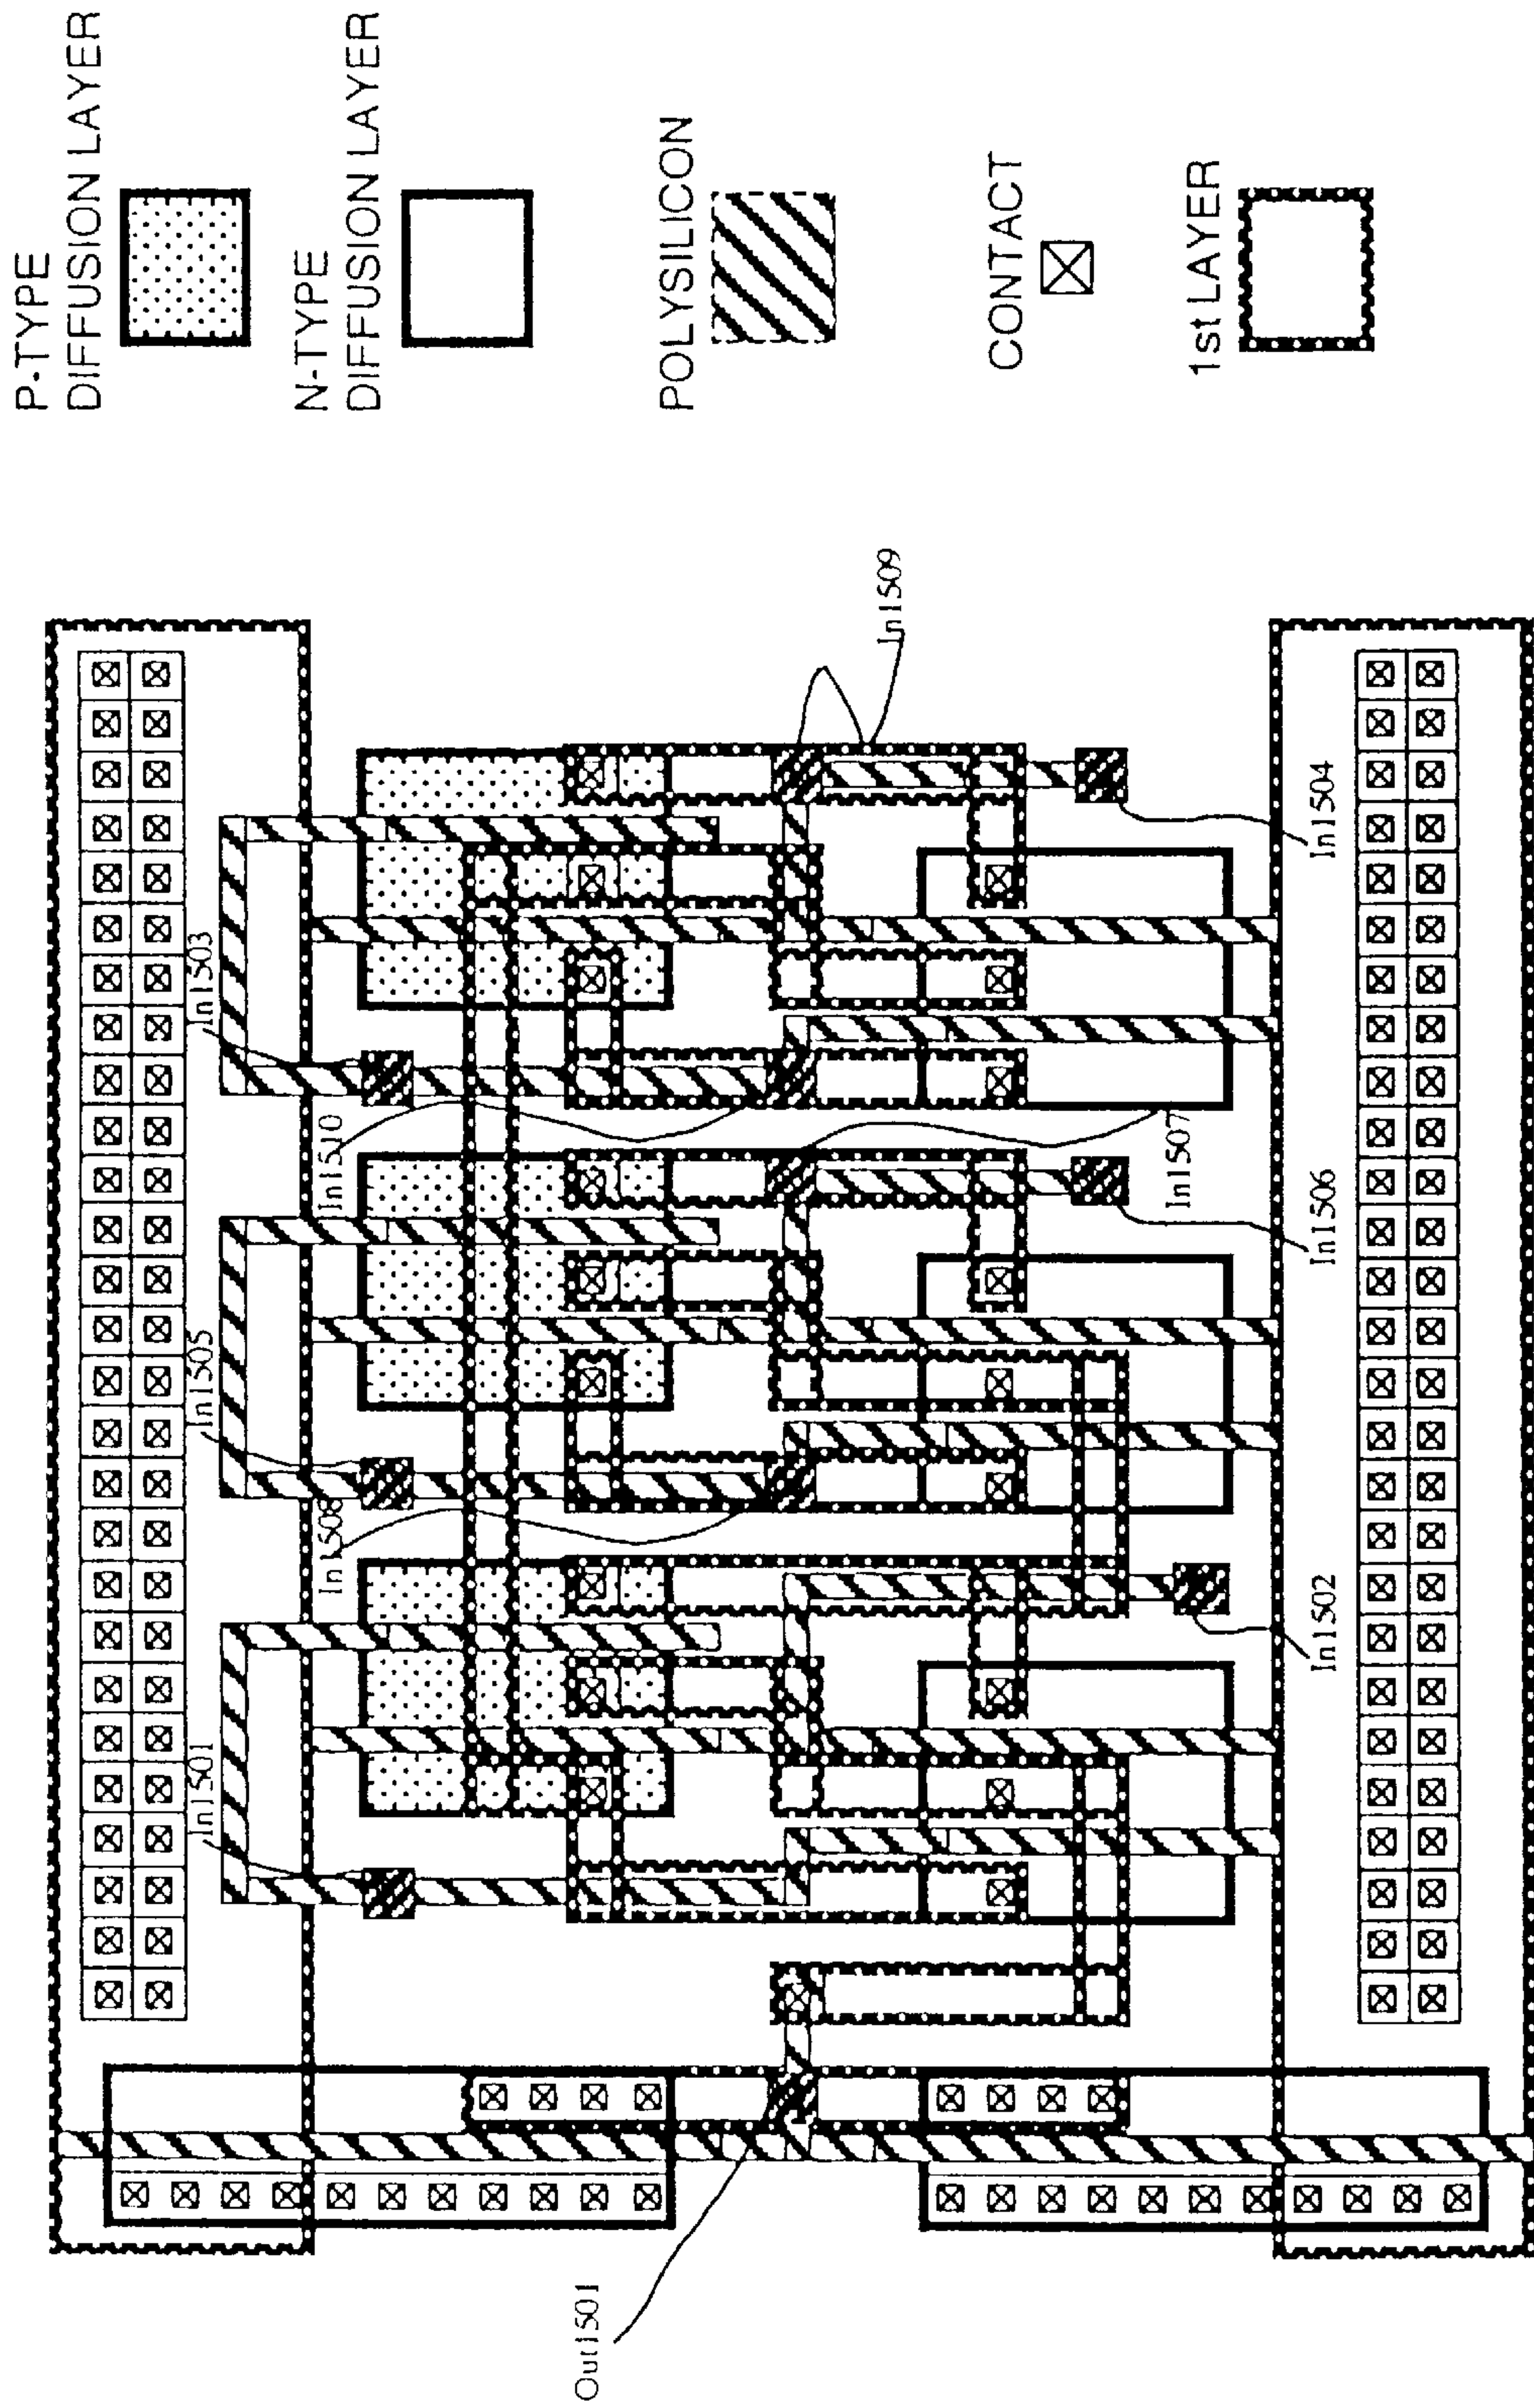 P-TYPE
DIFFUSION LAYER
N-TYPE
DIFFUSION LAYER
POLYSILICON
CONTACT
1st LAYER
In1503
In1505
In1501
In1510
In1508
In1509
In1507
In1504
In1506
In1502
Out1501